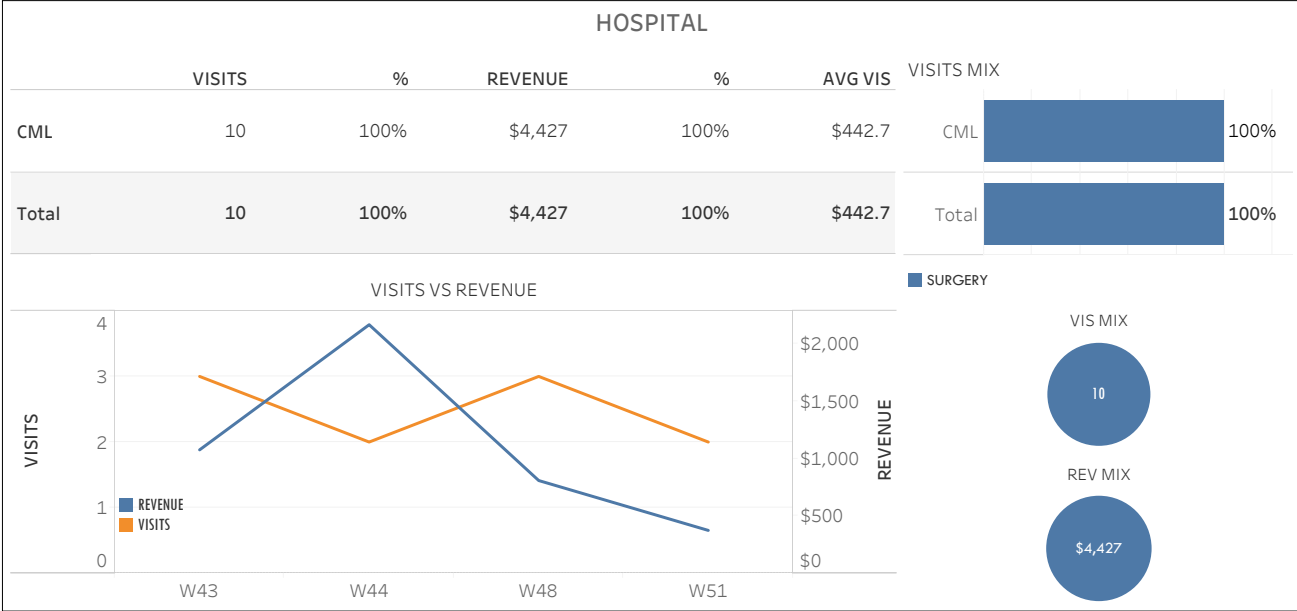 HOSPITAL
VISITS % REVENUE % AVG VIS
CML 10 100% $4,427 100% $442.7
Total 10 100% $4,427 100% $442.7
VISITS MIX
CML 100%
Total 100%
SURGERY
VISITS VS REVENUE
VISITS
4
3
2
1
0
REVENUE
VISITS
$2,000
$1,500
$1,000
$500
$0
REVENUE
W43 W44 W48 W51
VIS MIX
10
REV MIX
$4,427